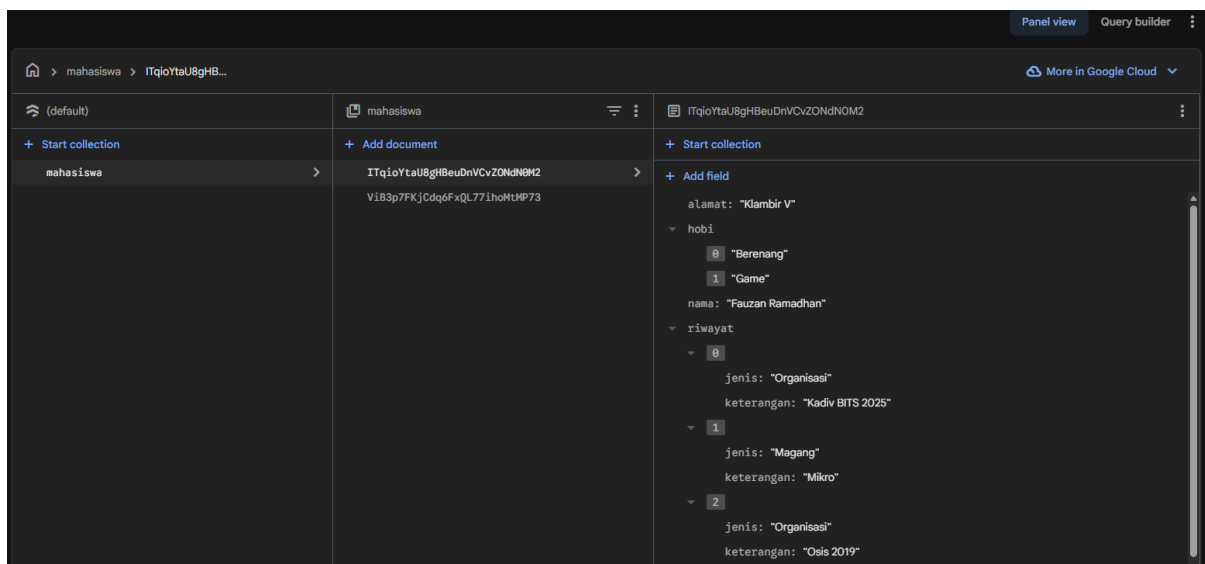 Panel view Query builder
mahasiswa > ITqioYtaU8gHB... More in Google Cloud
(default)
+ Start collection
mahasiswa
mahasiswa
+ Add document
ITqioYtaU8gHBeuDnVCvZONdN0M2
ViB3p7FKjCdq6FxQL77ihoMtMP73
ITqioYtaU8gHBeuDnVCvZONdN0M2
+ Start collection
+ Add field
alamat: "Klambir V"
hobi
0 "Berenang"
1 "Game"
nama: "Fauzan Ramadhan"
riwayat
0
jenis: "Organisasi"
keterangan: "Kadiv BITS 2025"
1
jenis: "Magang"
keterangan: "Mikro"
2
jenis: "Organisasi"
keterangan: "Osis 2019"